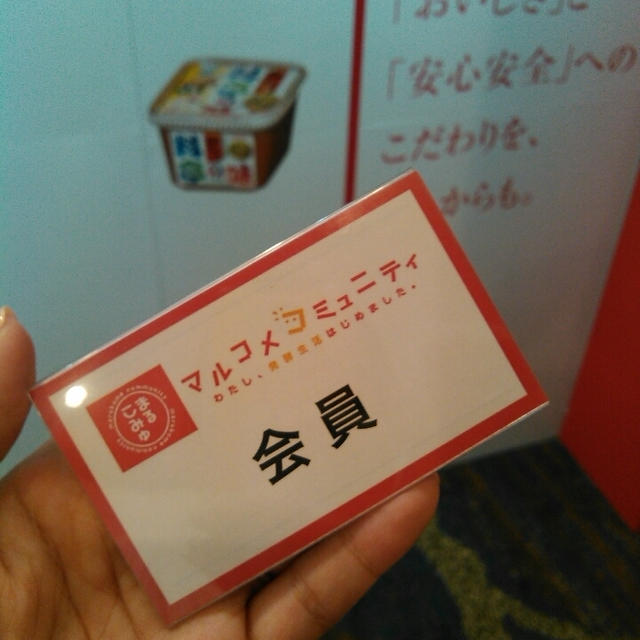 「おいしさ」と
「安心安全」への
こだわりを、
からも。
マルコメコミュニティ
わたし、発酵生活はじめました。
まる
こみゅ
会員